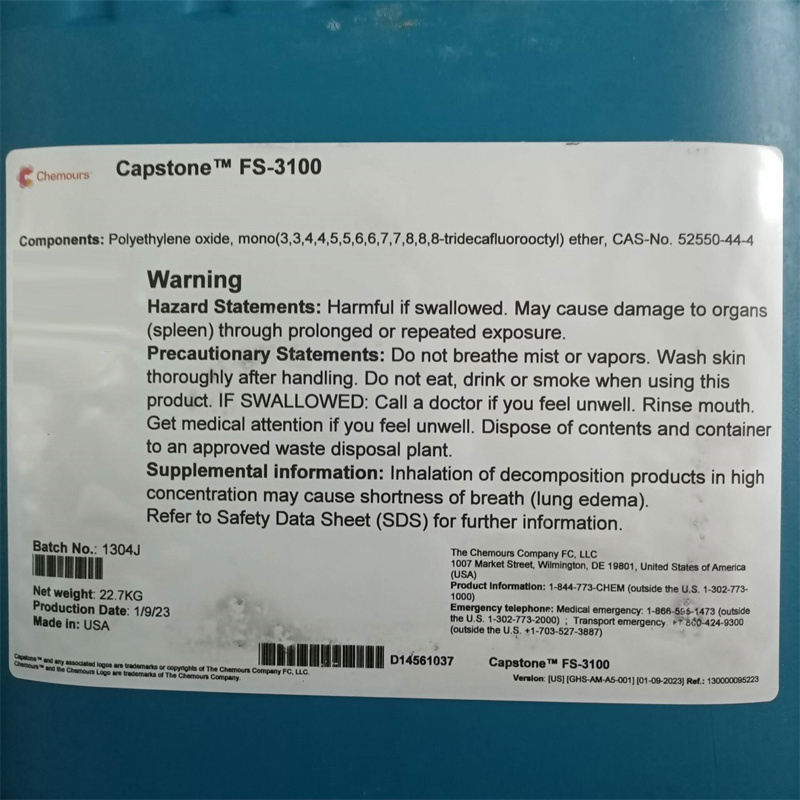 Chemours
Capstone™ FS-3100
Components: Polyethylene oxide, mono(3,3,4,4,5,5,6,6,7,7,8,8,8-tridecafluorooctyl) ether, CAS-No. 52550-44-4
Warning
Hazard Statements: Harmful if swallowed. May cause damage to organs
(spleen) through prolonged or repeated exposure.
Precautionary Statements: Do not breathe mist or vapors. Wash skin
thoroughly after handling. Do not eat, drink or smoke when using this
product. IF SWALLOWED: Call a doctor if you feel unwell. Rinse mouth.
Get medical attention if you feel unwell. Dispose of contents and container
to an approved waste disposal plant.
Supplemental information: Inhalation of decomposition products in high
concentration may cause shortness of breath (lung edema).
Refer to Safety Data Sheet (SDS) for further information.
Batch No.: 1304J
Net weight: 22.7KG
Production Date: 1/9/23
Made in: USA
The Chemours Company FC, LLC
1007 Market Street, Wilmington, DE 19801, United States of America
(USA)
Product Information: 1-844-773-CHEM (outside the U.S. 1-302-773-
1000)
Emergency telephone: Medical emergency: 1-866-595-1473 (outside
the U.S. 1-302-773-2000) ; Transport emergency 800-424-9300
(outside the U.S. +1-703-527-3887)
Capstone™ and any associated logos are trademarks or copyrights of The Chemours Company FC, LLC.
Chemours™ and the Chemours Logo are trademarks of The Chemours Company.
D14561037
Capstone™ FS-3100
Version: [US] [GHS-AM-A5-001] [01-09-2023] Ref.: 130000095223